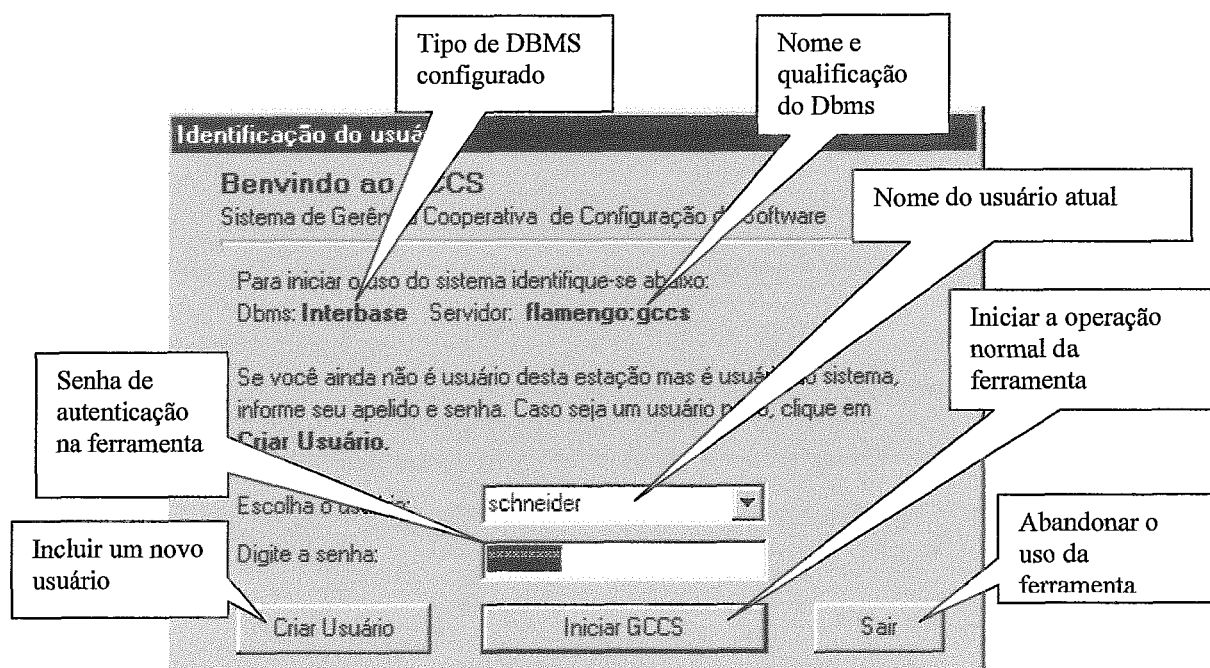 Tipo de DBMS
configurado
Nome e
qualificação
do Dbms
Identificação do usuá
Benvindo ao CCS
Sistema de Gerên a Cooperativa de Configuração d Software
Nome do usuário atual
Para iniciar o uso do sistema identifique-se abaixo:
Dbms: Interbase Servidor: flamengo:gccs
Iniciar a operação
normal da
ferramenta
Senha de
autenticação
na ferramenta
Se você ainda não é usuário desta estação mas é usuári do sistema,
informe seu apelido e senha. Caso seja um usuário n o, clique em
Criar Usuário.
Escolha o usuário:
schneider
Abandonar o
uso da
ferramenta
Incluir um novo
usuário
Digite a senha:
Criar Usuário
Iniciar GCCS
Sair